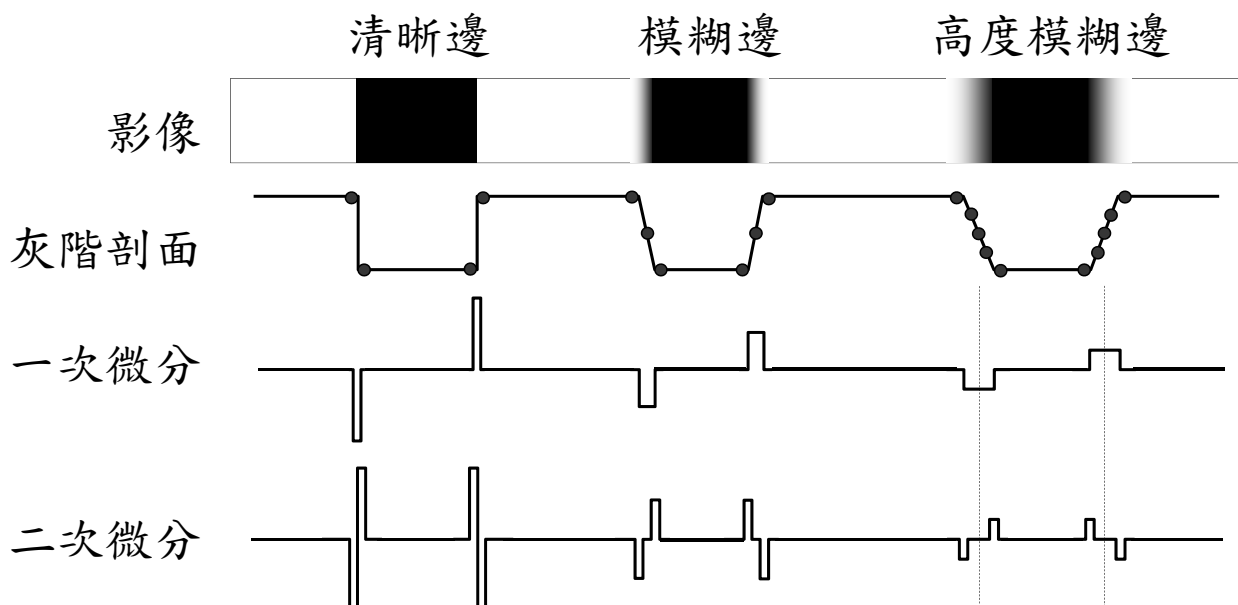 清晰邊 模糊邊 高度模糊邊
影像
灰階剖面
一次微分
二次微分